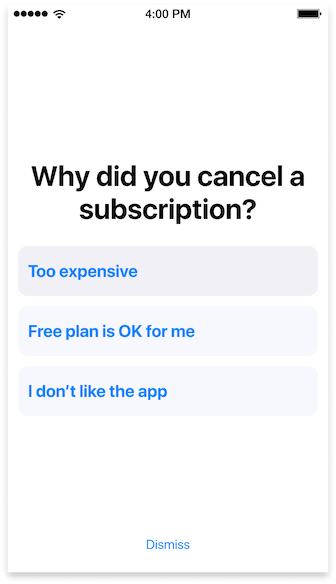 4:00 PM
Why did you cancel a
subscription?
Too expensive
Free plan is OK for me
I don’t like the app
Dismiss